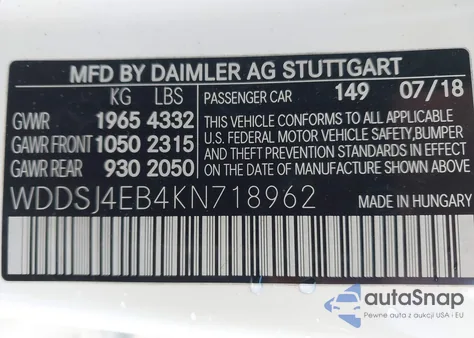 MFD BY DAIMLER AG STUTTGART
KG LBS
GVWR 1965 4332
GAWR FRONT 1050 2315
GAWR REAR 930 2050
PASSENGER CAR 149 07/18
THIS VEHICLE CONFORMS TO ALL APPLICABLE
U.S. FEDERAL MOTOR VEHICLE SAFETY, BUMPER
AND THEFT PREVENTION STANDARDS IN EFFECT
ON THE DATE OF MANUFACTURE SHOWN ABOVE.
WDDSJ4EB4KN718962
MADE IN HUNGARY
autoSnap
Pewne auta z aukcji USA i EU